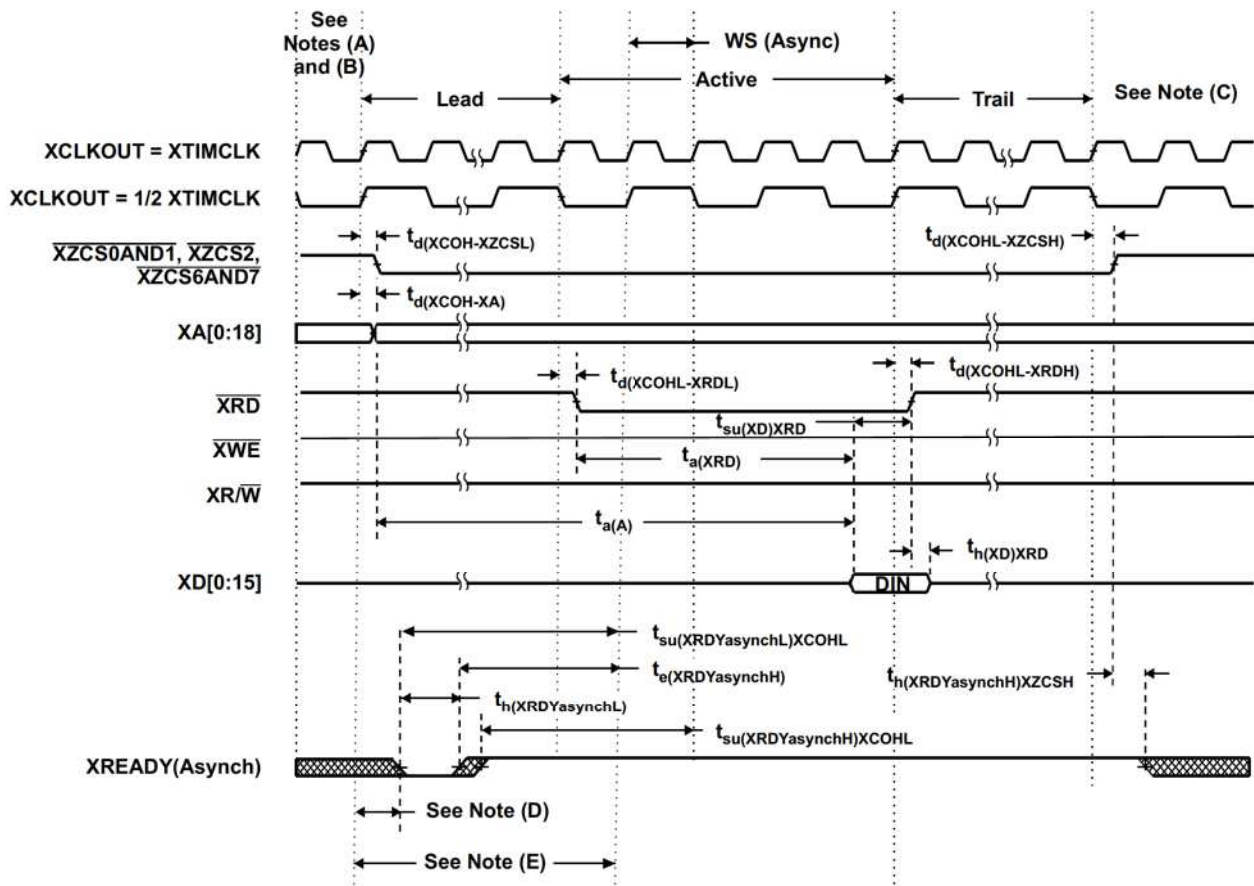 See
Notes (A)
and (B)
WS (Async)
Active
Lead
Trail
See Note (C)
XCLKOUT = XTIMCLK
XCLKOUT = 1/2 XTIMCLK
td(XCOH-XZCSL)
td(XCOHL-XZCSH)
XZCS0AND1, XZCS2,
XZCS6AND7
td(XCOH-XA)
XA[0:18]
td(XCOHL-XRDL)
td(XCOHL-XRDH)
XRD
tsu(XD)XRD
XWE
ta(XRD)
XR/W
ta(A)
th(XD)XRD
XD[0:15]
DIN
tsu(XRDYasynchL)XCOHL
te(XRDYasynchH)
th(XRDYasynchH)XZCSH
th(XRDYasynchL)
tsu(XRDYasynchH)XCOHL
XREADY(Asynch)
See Note (D)
See Note (E)